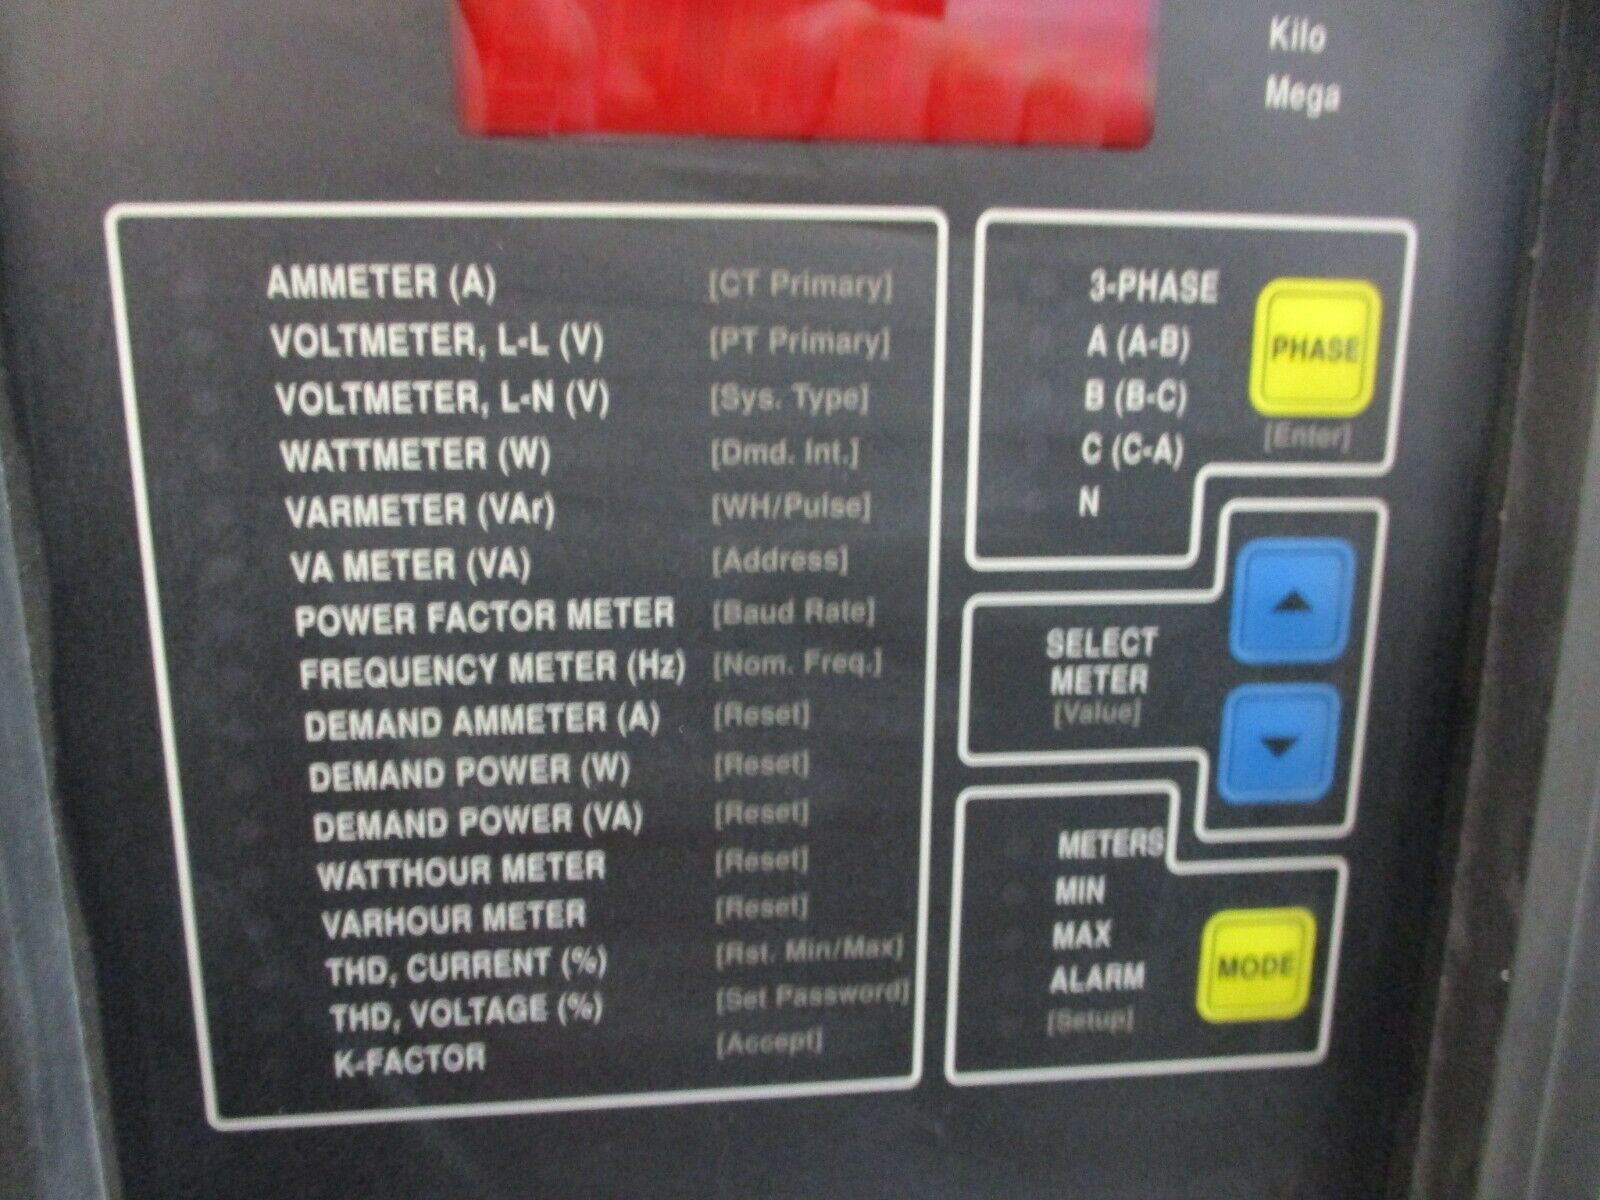 Kilo
Mega
AMMETER (A) [CT Primary]
VOLTMETER, L-L (V) [PT Primary]
VOLTMETER, L-N (V) [Sys. Type]
WATTMETER (W) [Dmd. Int.]
VARMETER (VAr) [WH/Pulse]
VA METER (VA) [Address]
POWER FACTOR METER [Baud Rate]
FREQUENCY METER (Hz) [Nom. Freq.]
DEMAND AMMETER (A) [Reset]
DEMAND POWER (W) [Reset]
DEMAND POWER (VA) [Reset]
WATTHOUR METER [Reset]
VARHOUR METER [Reset]
THD, CURRENT (%) [Rst. Min/Max]
THD, VOLTAGE (%) [Set Password]
K-FACTOR [Accept]
3-PHASE
A (A-B)
B (B-C)
C (C-A)
N
PHASE
[Enter]
SELECT
METER
[Value]
METERS
MIN
MAX
ALARM
[Setup]
MODE